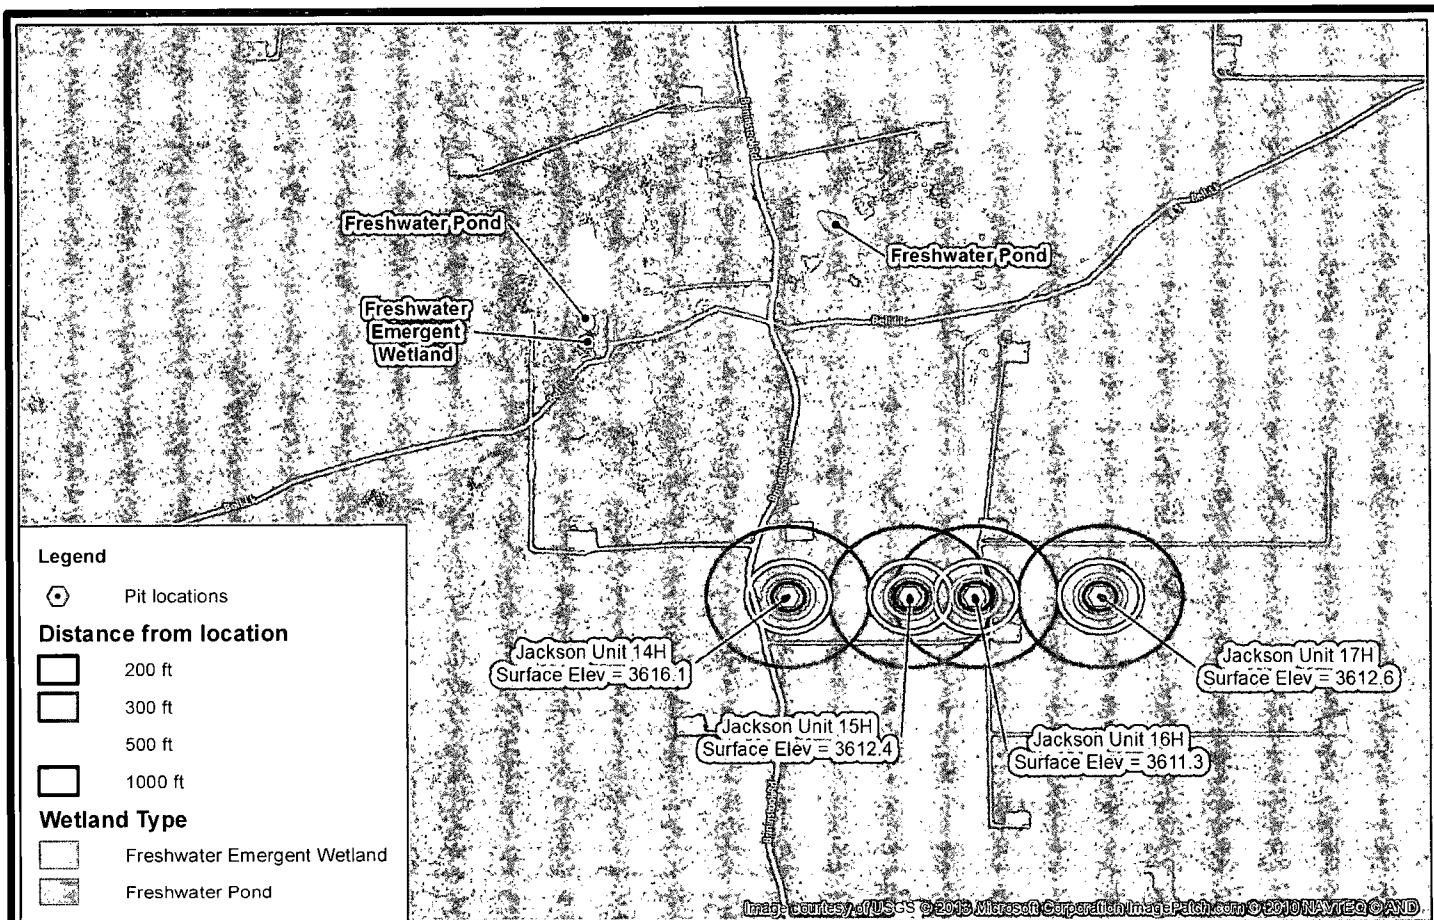 Freshwater Pond
Freshwater Pond
Freshwater
Emergent
Wetland
Legend
Pit locations
Distance from location
200 ft
300 ft
500 ft
1000 ft
Wetland Type
Freshwater Emergent Wetland
Freshwater Pond
Jackson Unit 14H
Surface Elev = 3616.1
Jackson Unit 17H
Surface Elev = 3612.6
Jackson Unit 15H
Surface Elev = 3612.4
Jackson Unit 16H
Surface Elev = 3611.3
Image courtesy of USGS © 2013 Microsoft Corporation ImagePatch.com © 2010 NAVTEQ © AND